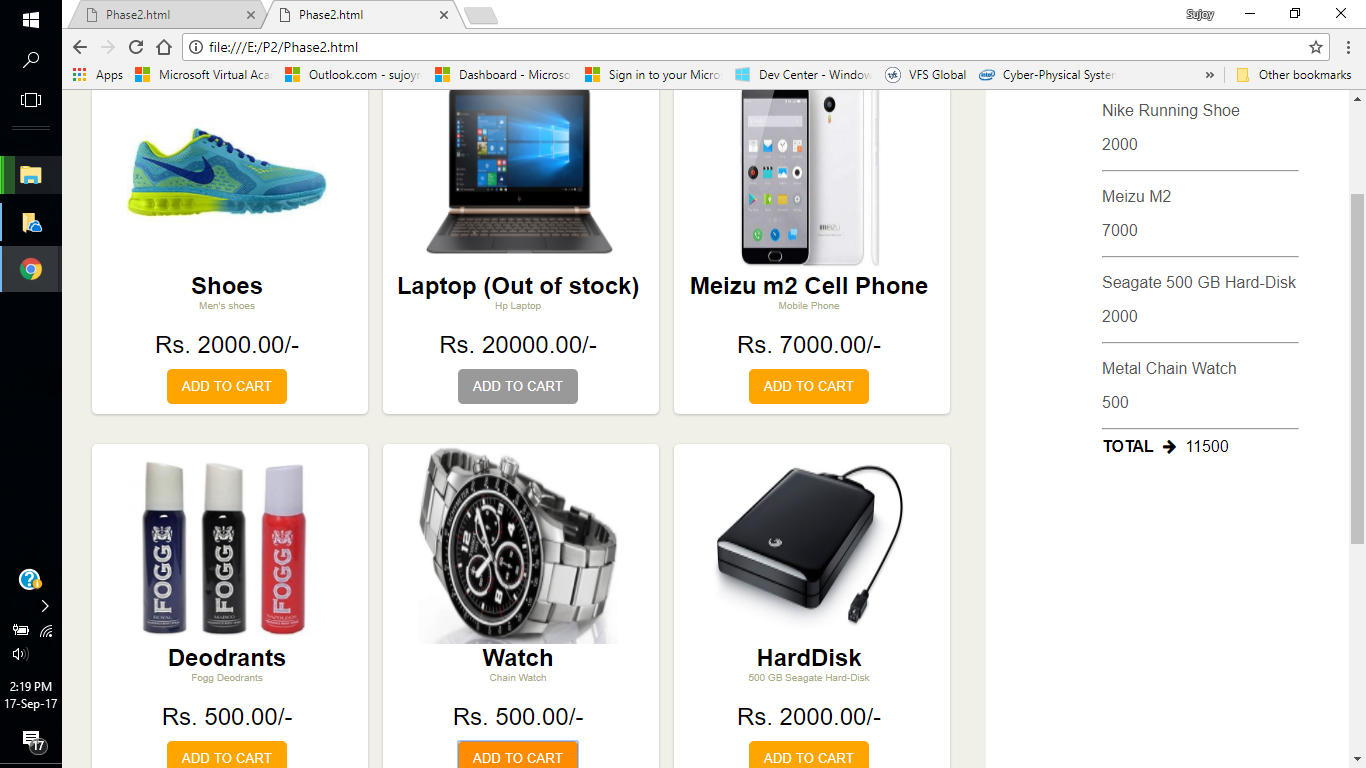 Phase2.html
Phase2.html
Sujoy
file:///E:/P2/Phase2.html
Apps
Microsoft Virtual Aca
Outlook.com - sujoyr
Dashboard - Microso
Sign in to your Micro
Dev Center - Window
VFS Global
Cyber-Physical System
»
Other bookmarks
MEIZU
Shoes
Men's shoes
Rs. 2000.00/-
ADD TO CART
Laptop (Out of stock)
Hp Laptop
Rs. 20000.00/-
ADD TO CART
Meizu m2 Cell Phone
Mobile Phone
Rs. 7000.00/-
ADD TO CART
FOGG
FOGG
FOGG
Deodrants
Fogg Deodrants
Rs. 500.00/-
ADD TO CART
Watch
Chain Watch
Rs. 500.00/-
ADD TO CART
HardDisk
500 GB Seagate Hard-Disk
Rs. 2000.00/-
ADD TO CART
Nike Running Shoe
2000
Meizu M2
7000
Seagate 500 GB Hard-Disk
2000
Metal Chain Watch
500
TOTAL → 11500
2:19 PM
17-Sep-17
17